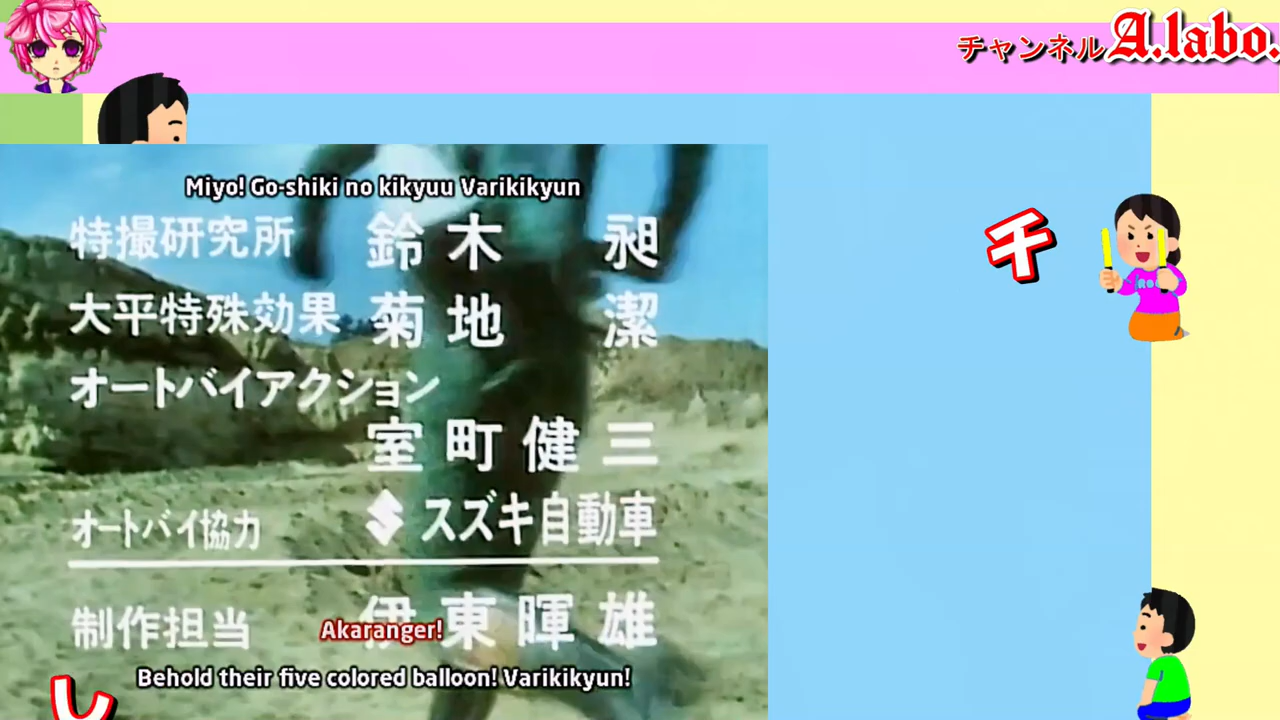 チャンネルA.labo.
Miyo! Go-shiki no kikyuu Varikikyun
特撮研究所 鈴木 昶
大平特殊効果 菊地 潔
チ
オートバイアクション
室町健三
オートバイ協力 スズキ自動車
制作担当 伊東暉雄
Akaranger!
Behold their five colored balloon! Varikikyun!
し